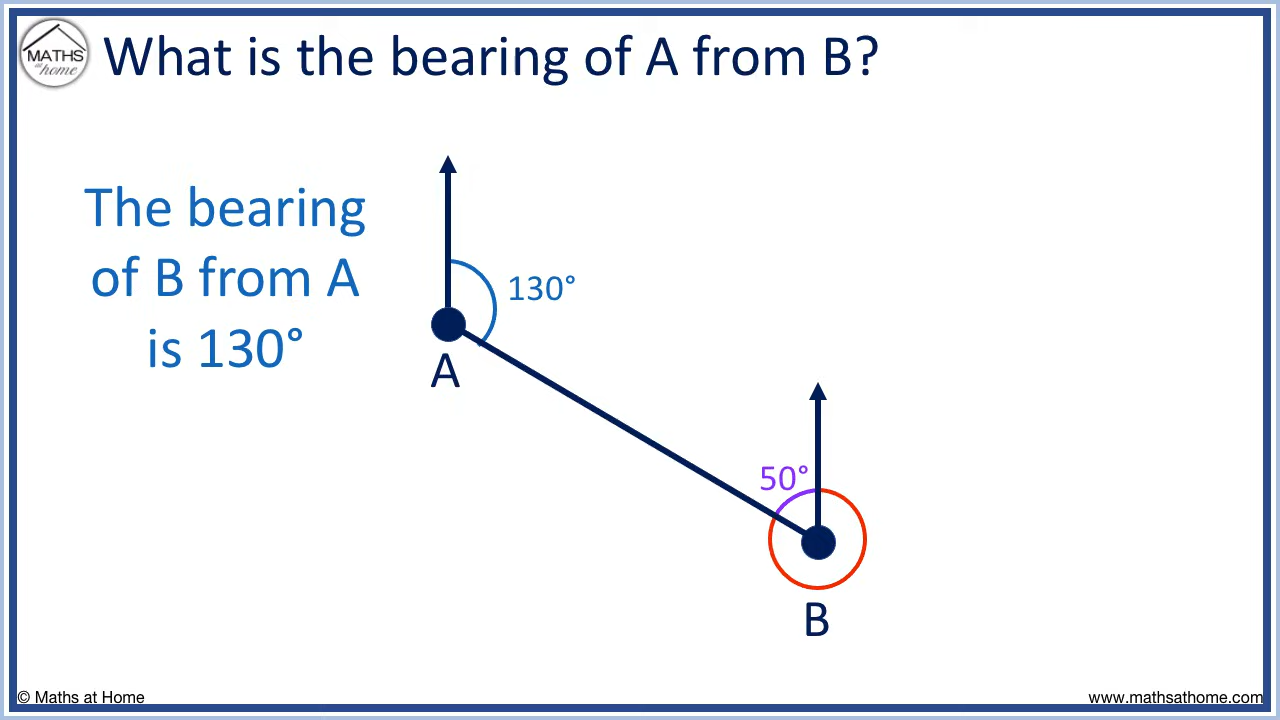 MATHS
at
home
What is the bearing of A from B?
The bearing
of B from A
is 130°
130°
A
50°
B
© Maths at Home
www.mathsathome.com